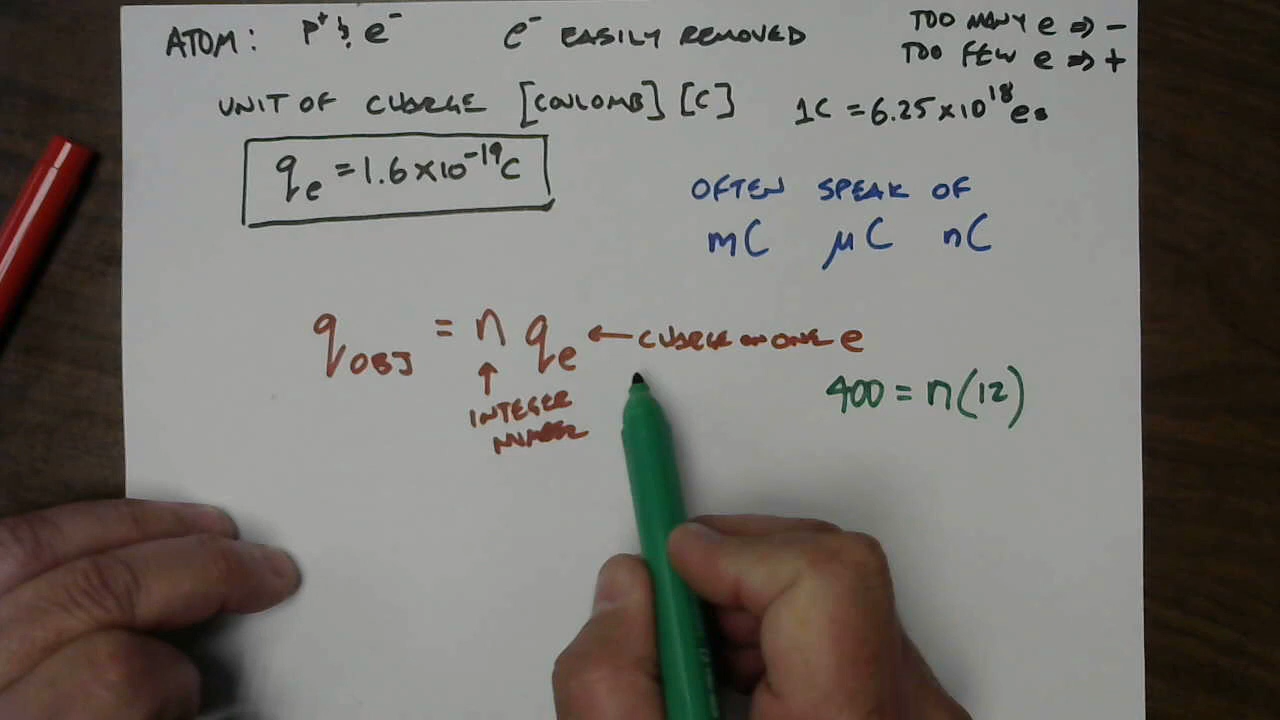 ATOM: p⁺ & e⁻ e⁻ EASILY REMOVED
TOO MANY e ⇒ −
TOO FEW e ⇒ +
UNIT OF CHARGE [COULOMB] [C] 1C = 6.25×10¹⁸ e.
qₑ = 1.6×10⁻¹⁹C
OFTEN SPEAK OF
mC μC nC
q_OBJ = n qₑ ← CHARGE ON ONE e
↑
INTEGER
NUMBER
400 = n(12)